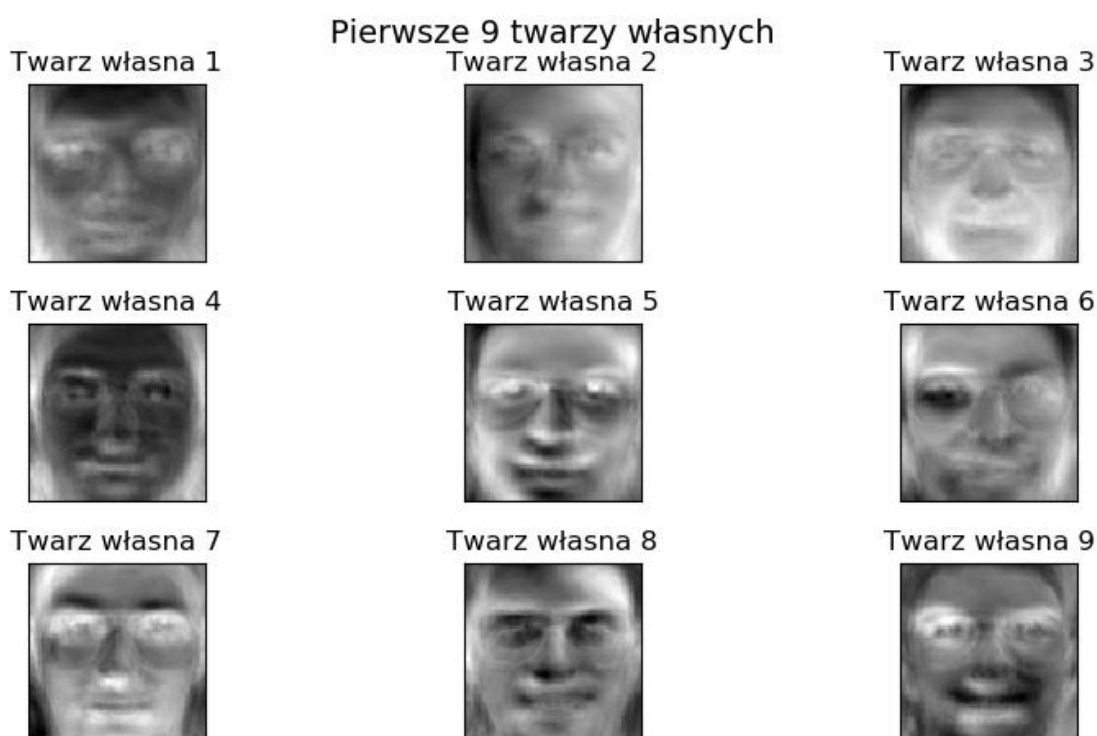 Pierwsze 9 twarzy własnych
Twarz własna 1
Twarz własna 2
Twarz własna 3
Twarz własna 4
Twarz własna 5
Twarz własna 6
Twarz własna 7
Twarz własna 8
Twarz własna 9